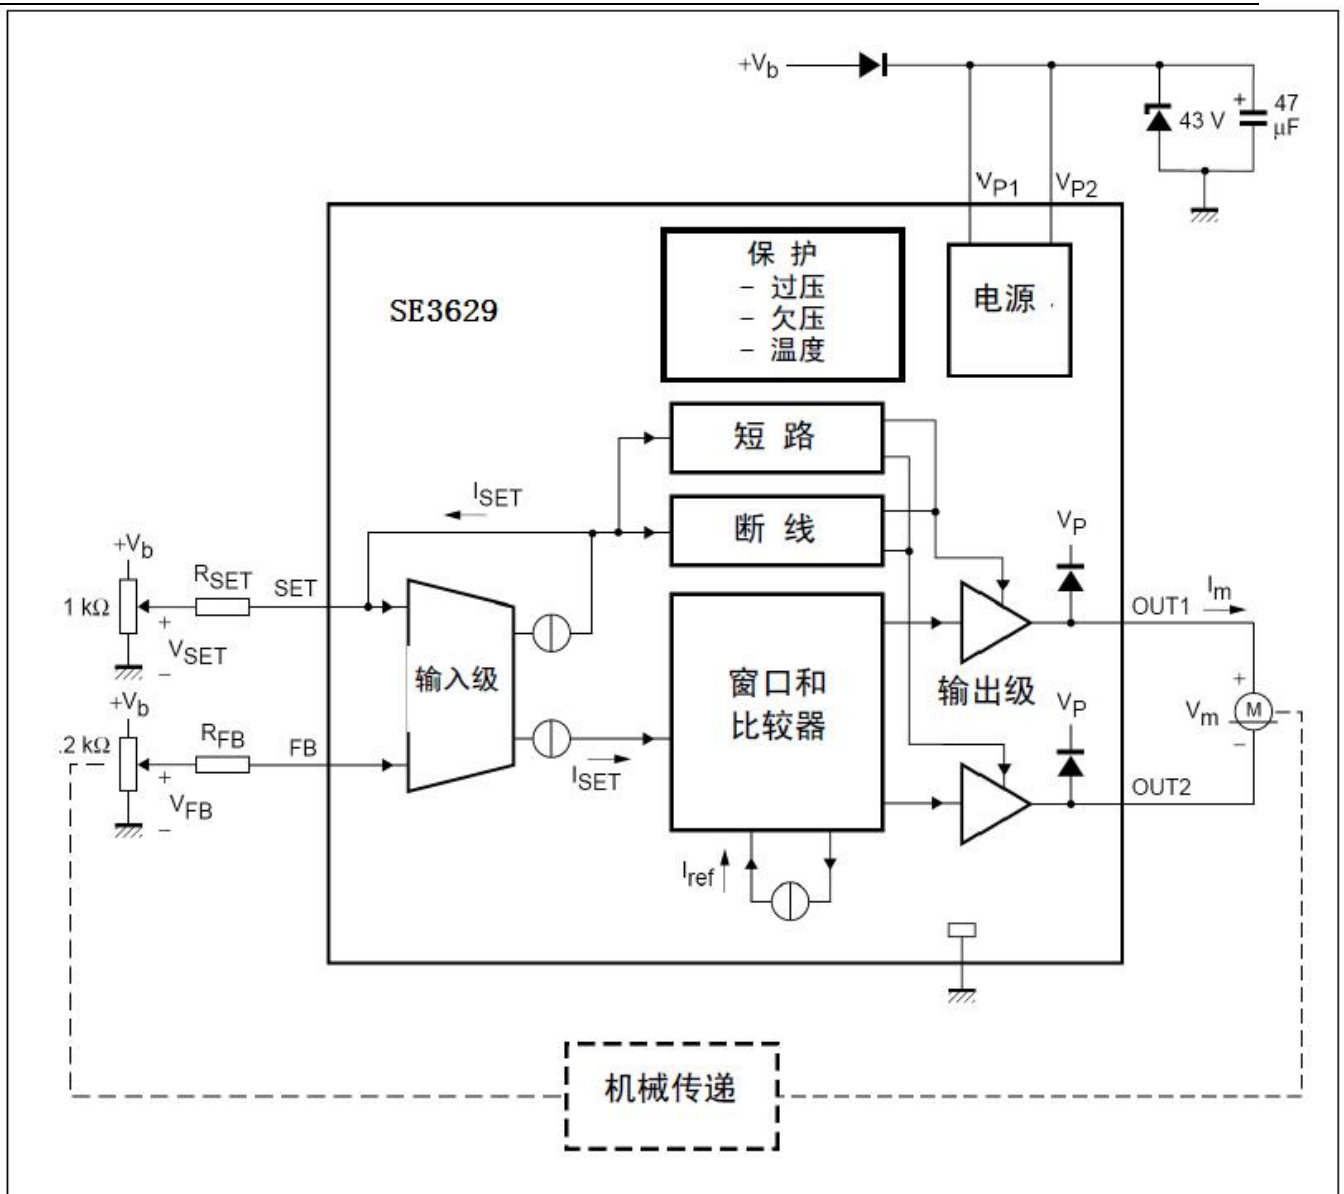 +Vb
43 V
+
47
μF
VP1
VP2
保 护
– 过压
– 欠压
– 温度
电源
SE3629
短 路
ISET
断 线
VP
+Vb
RSET
SET
1 kΩ
+
VSET
–
输入级
OUT1
Im
窗口和
比较器
输出级
+Vb
.2 kΩ
RFB
FB
+
VFB
–
ISET
VP
Vm
+
M
–
OUT2
Iref
机械传递